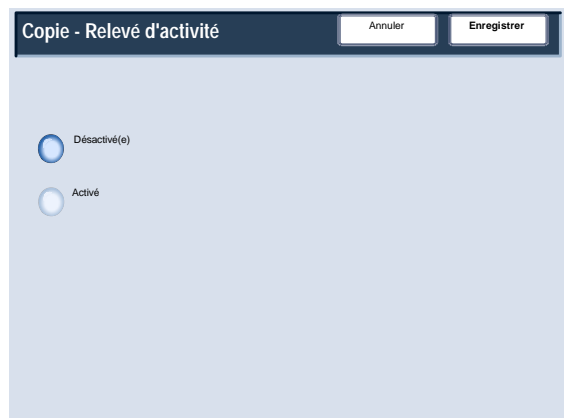 Copie - Relevé d'activité
Annuler
Enregistrer
Désactivé(e)
Activé